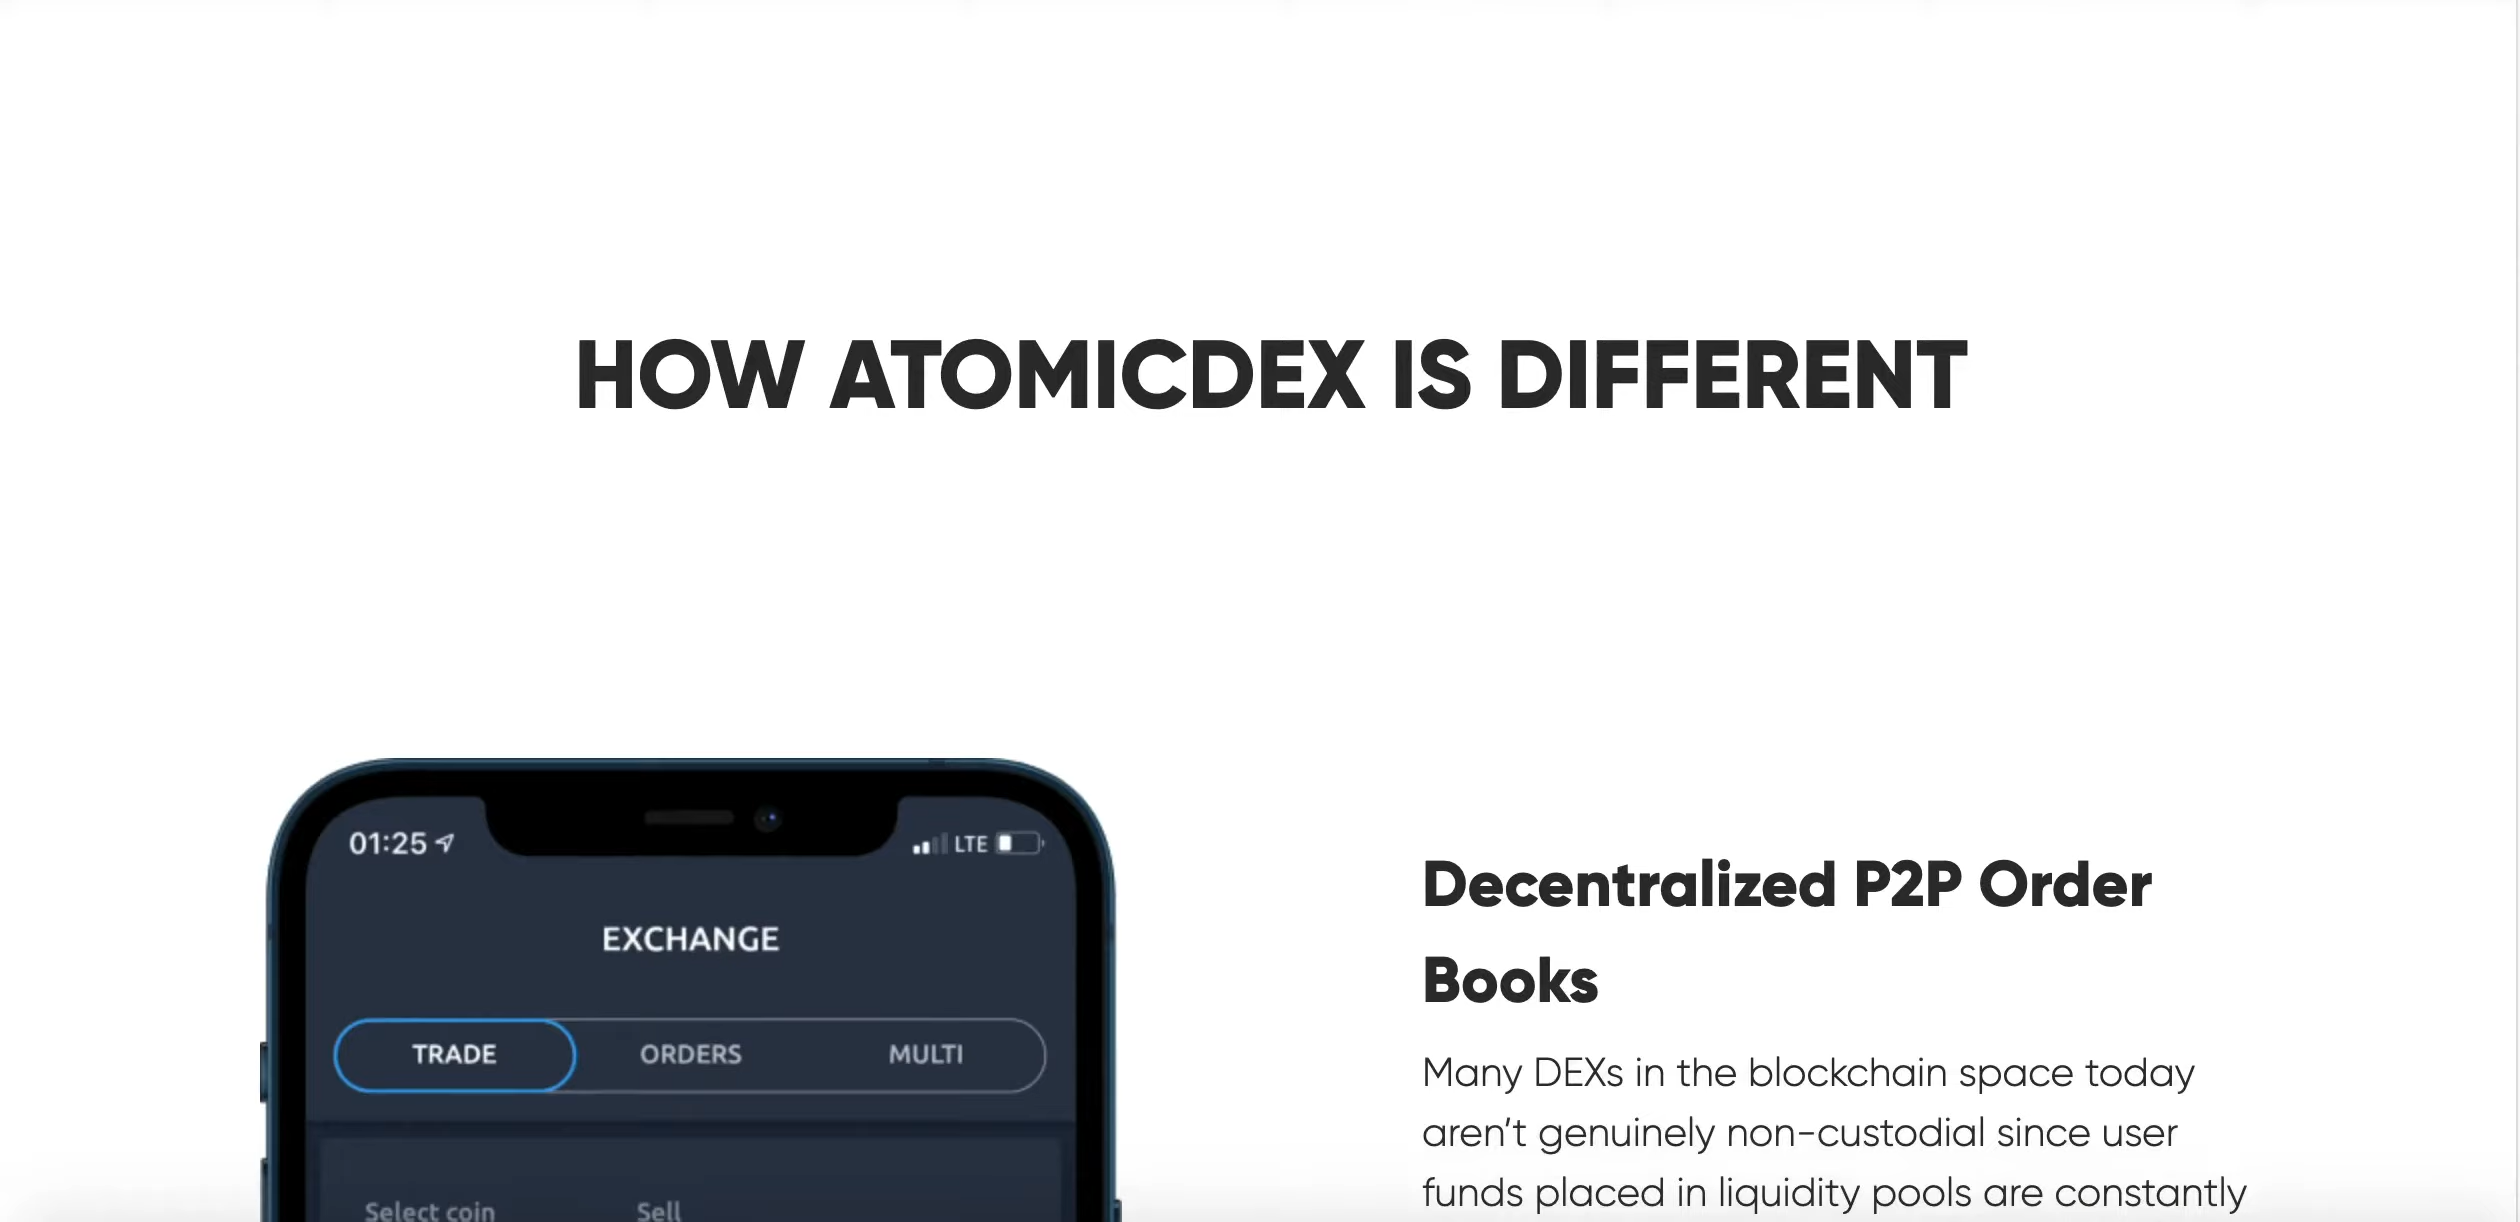 HOW ATOMICDEX IS DIFFERENT
01:25
LTE
EXCHANGE
TRADE ORDERS MULTI
Select coin Sell
Decentralized P2P Order
Books
Many DEXs in the blockchain space today
aren’t genuinely non-custodial since user
funds placed in liquidity pools are constantly